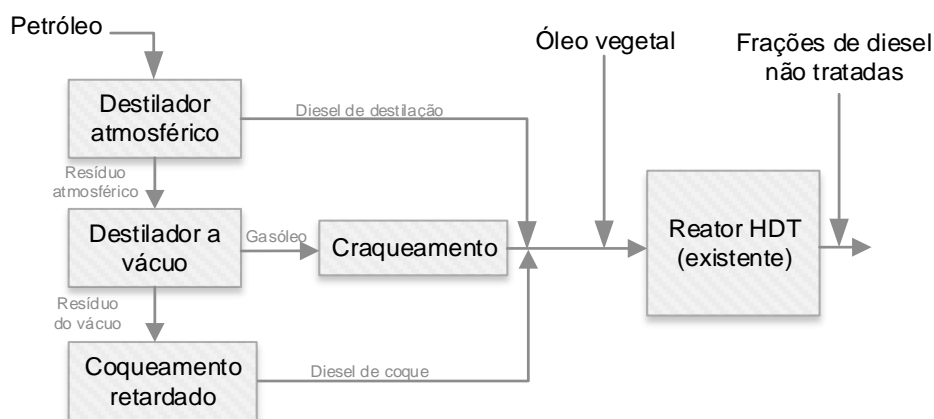 Petróleo
Óleo vegetal
Frações de diesel
não tratadas
Destilador
atmosférico
Diesel de destilação
Resíduo
atmosférico
Destilador a
vácuo
Gasóleo
Craqueamento
Reator HDT
(existente)
Resíduo
do vácuo
Coqueamento
retardado
Diesel de coque